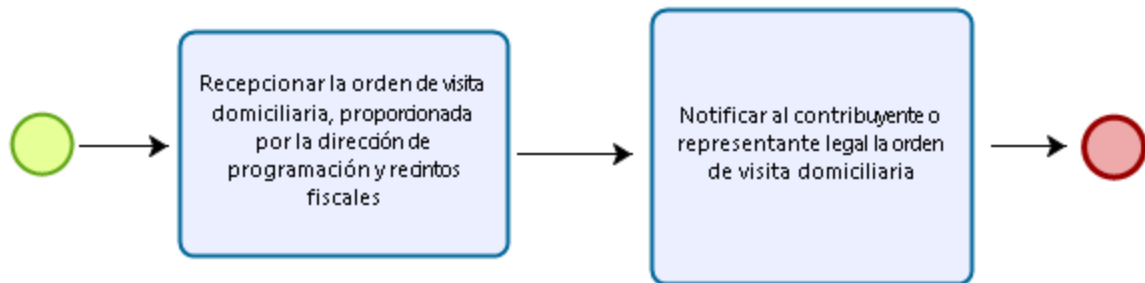 Recepcionar la orden de visita
domiciliaria, proporcionada
por la dirección de
programación y recintos
fiscales
Notificar al contribuyente o
representante legal la orden
de visita domiciliaria